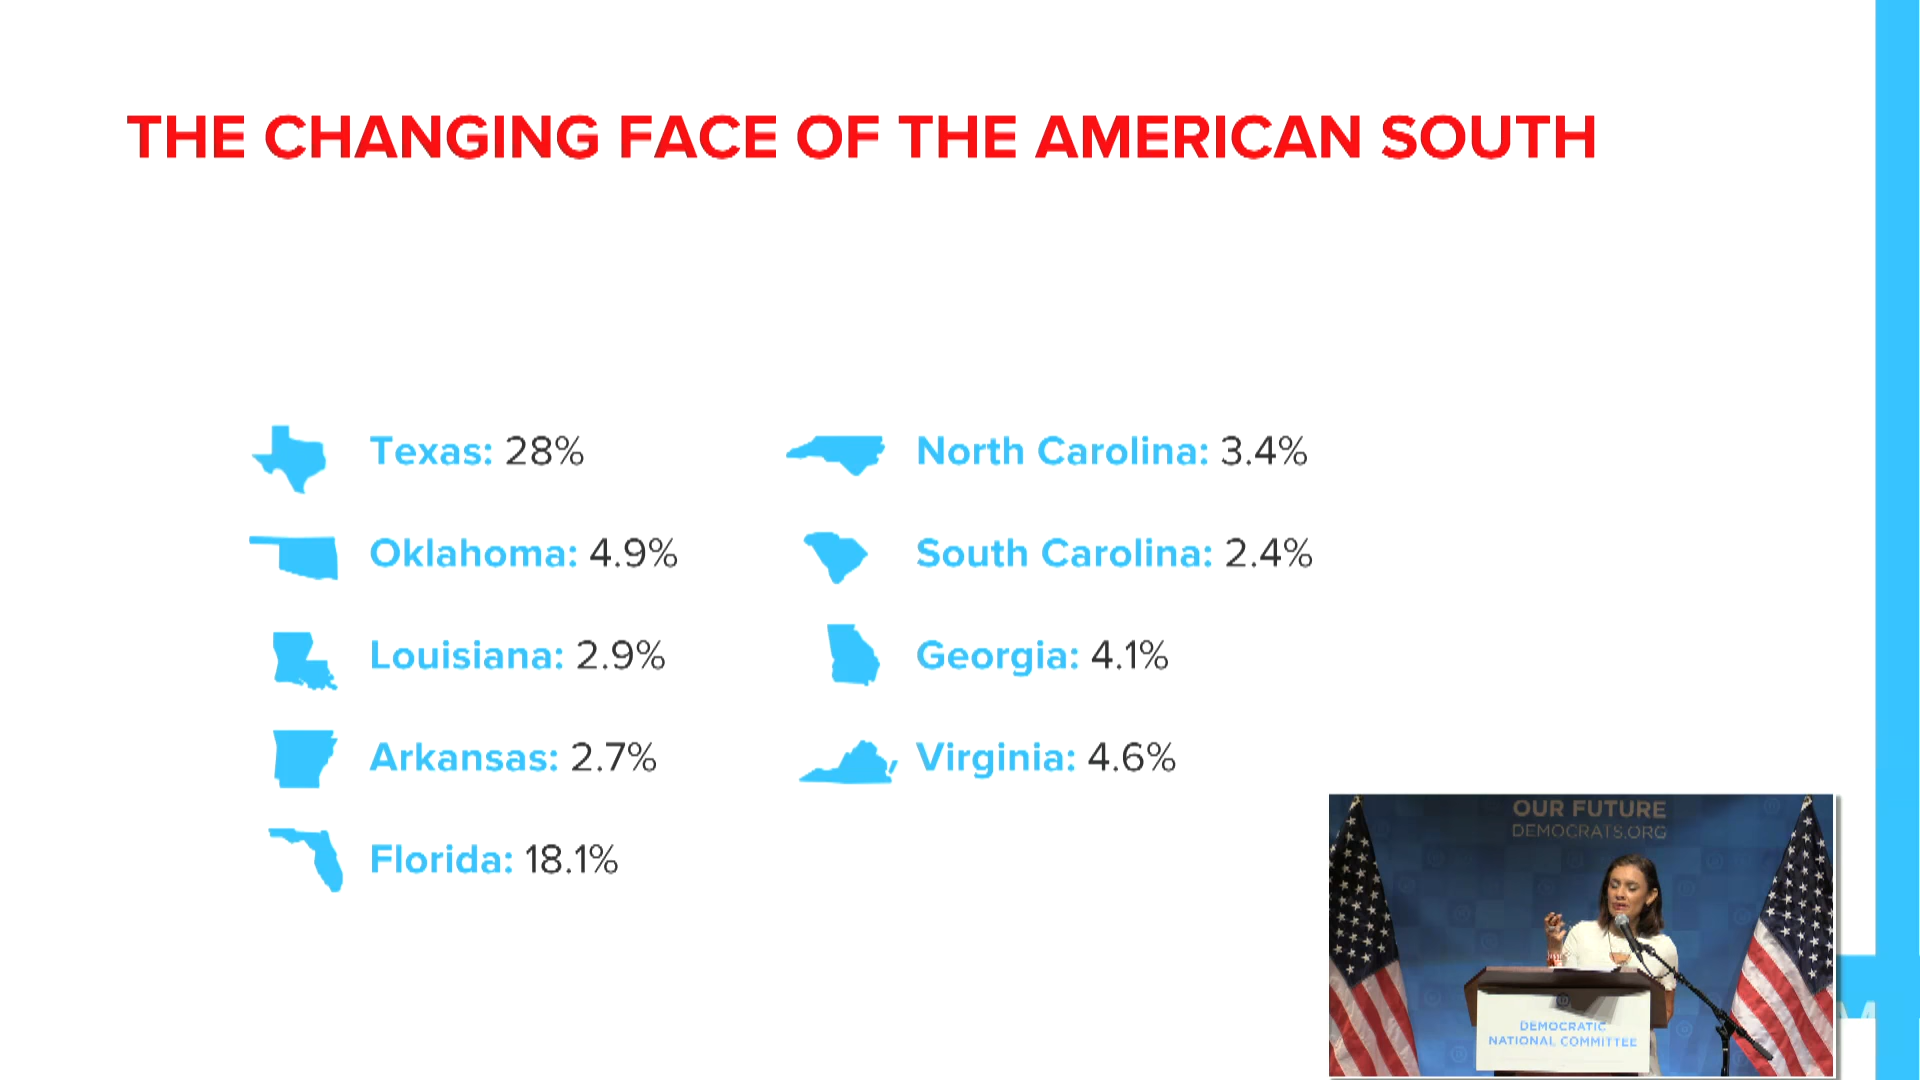 THE CHANGING FACE OF THE AMERICAN SOUTH
Texas: 28%
Oklahoma: 4.9%
Louisiana: 2.9%
Arkansas: 2.7%
Florida: 18.1%
North Carolina: 3.4%
South Carolina: 2.4%
Georgia: 4.1%
Virginia: 4.6%
OUR FUTURE
DEMOCRATS.ORG
DEMOCRATIC
NATIONAL COMMITTEE